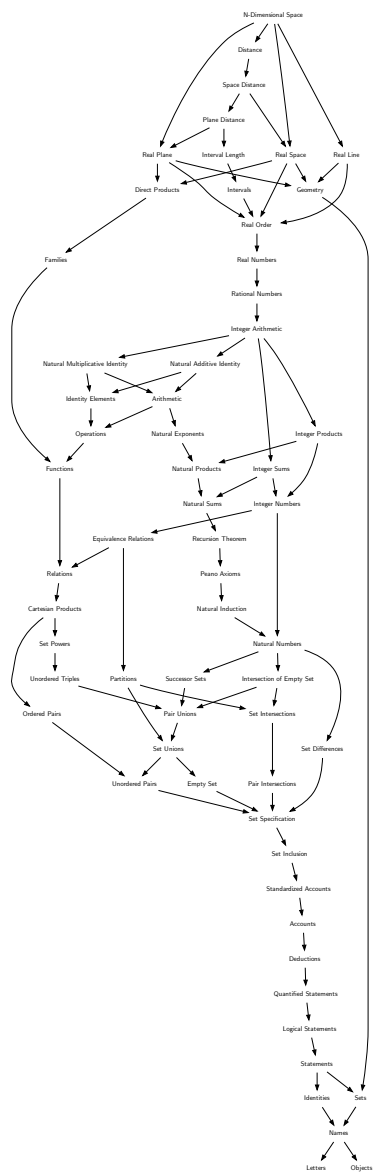 N-Dimensional Space
Distance
Space Distance
Plane Distance
Real Plane
Interval Length
Real Space
Real Line
Direct Products
Intervals
Geometry
Real Order
Families
Real Numbers
Rational Numbers
Integer Arithmetic
Natural Multiplicative Identity
Natural Additive Identity
Identity Elements
Arithmetic
Operations
Natural Exponents
Integer Products
Functions
Natural Products
Integer Sums
Natural Sums
Integer Numbers
Equivalence Relations
Recursion Theorem
Relations
Peano Axioms
Cartesian Products
Natural Induction
Set Powers
Natural Numbers
Unordered Triples
Partitions
Successor Sets
Intersection of Empty Set
Ordered Pairs
Pair Unions
Set Intersections
Set Unions
Set Differences
Unordered Pairs
Empty Set
Pair Intersections
Set Specification
Set Inclusion
Standardized Accounts
Accounts
Deductions
Quantified Statements
Logical Statements
Statements
Identities
Sets
Names
Letters
Objects